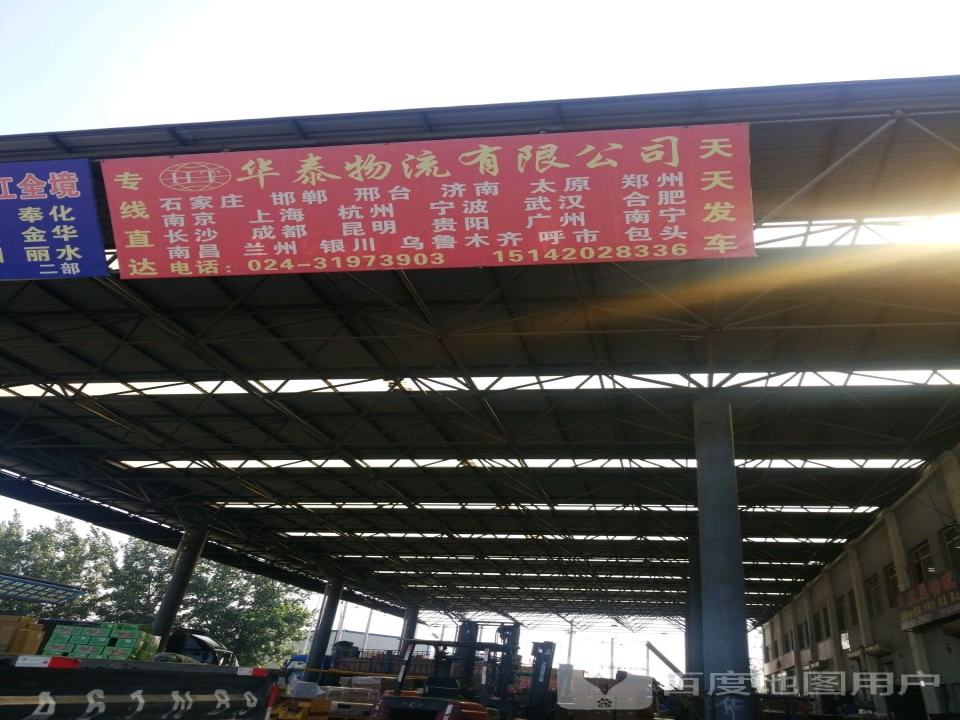 华泰物流有限公司
专线直达
天天发车
石家庄 邯郸 邢台 济南 太原 郑州
南京 上海 杭州 宁波 武汉 合肥
长沙 成都 昆明 贵阳 广州 南宁
南昌 兰州 银川 乌鲁木齐 呼市 包头
电话：024-31973903 15142028336
江全境
奉化
金华
丽水
二部
百度地图用户